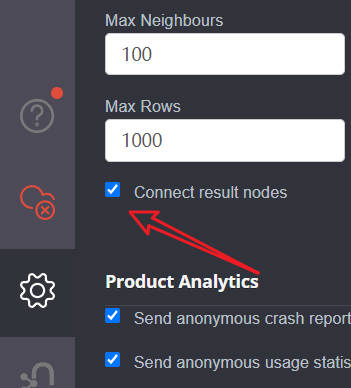 Max Neighbours
100
Max Rows
1000
Connect result nodes
Product Analytics
Send anonymous crash report
Send anonymous usage statis